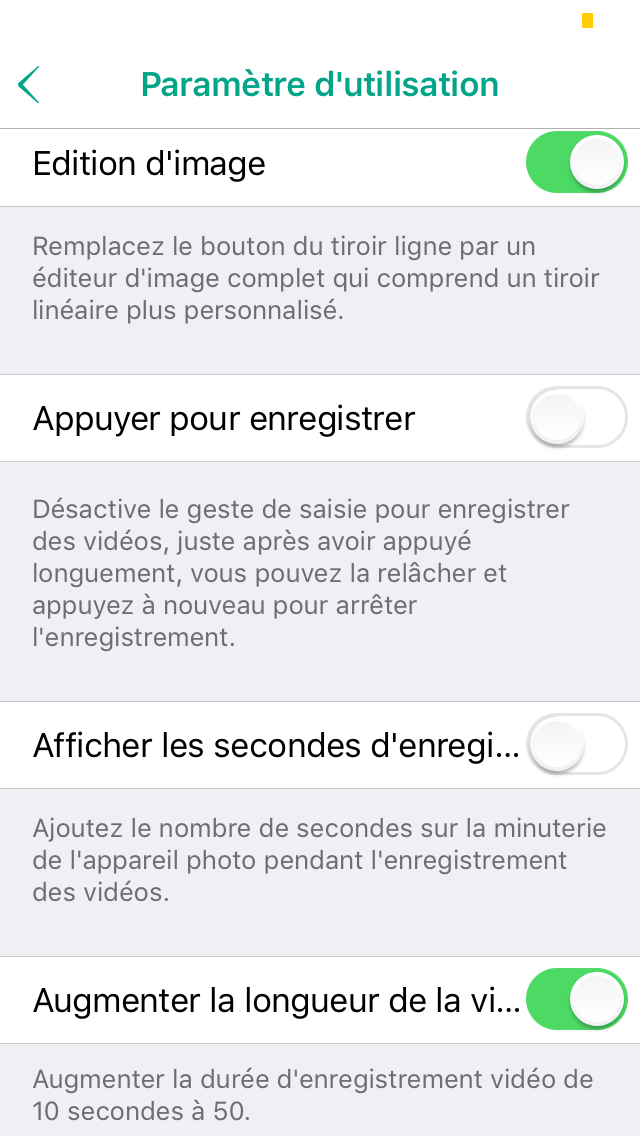 Paramètre d'utilisation
Edition d'image
Remplacez le bouton du tiroir ligne par un
éditeur d'image complet qui comprend un tiroir
linéaire plus personnalisé.
Appuyer pour enregistrer
Désactive le geste de saisie pour enregistrer
des vidéos, juste après avoir appuyé
longuement, vous pouvez la relâcher et
appuyez à nouveau pour arrêter
l'enregistrement.
Afficher les secondes d'enregi...
Ajoutez le nombre de secondes sur la minuterie
de l'appareil photo pendant l'enregistrement
des vidéos.
Augmenter la longueur de la vi...
Augmenter la durée d'enregistrement vidéo de
10 secondes à 50.